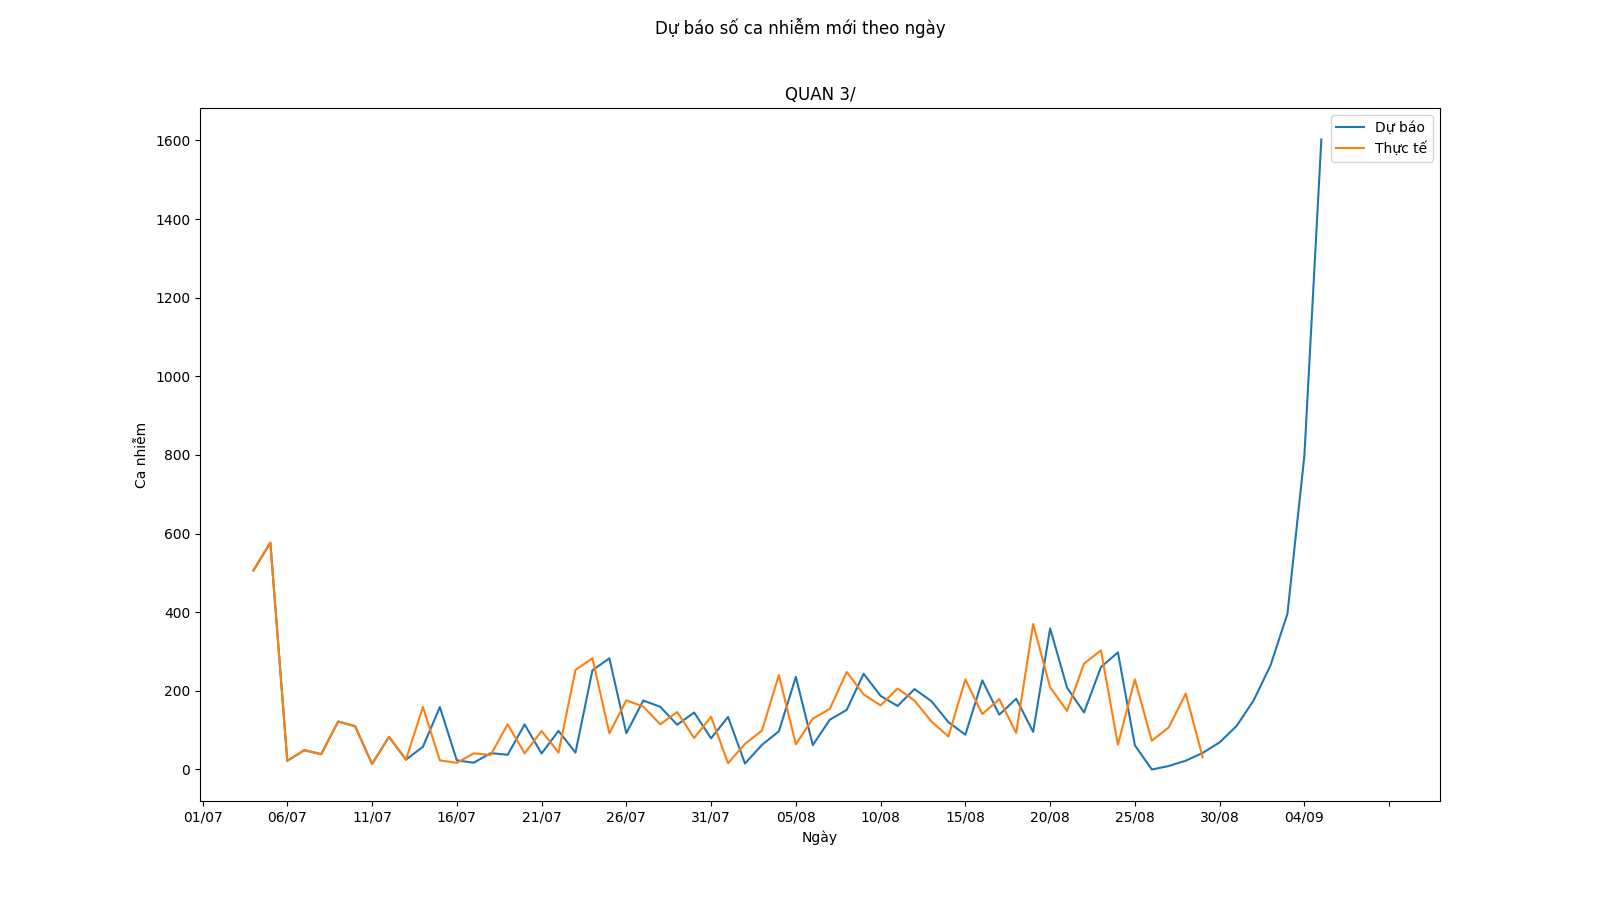 Dự báo số ca nhiễm mới theo ngày
QUAN 3/
Dự báo
Thực tế
1600
1400
1200
1000
800
600
400
200
0
Ca nhiễm
01/07 06/07 11/07 16/07 21/07 26/07 31/07 05/08 10/08 15/08 20/08 25/08 30/08 04/09
Ngày